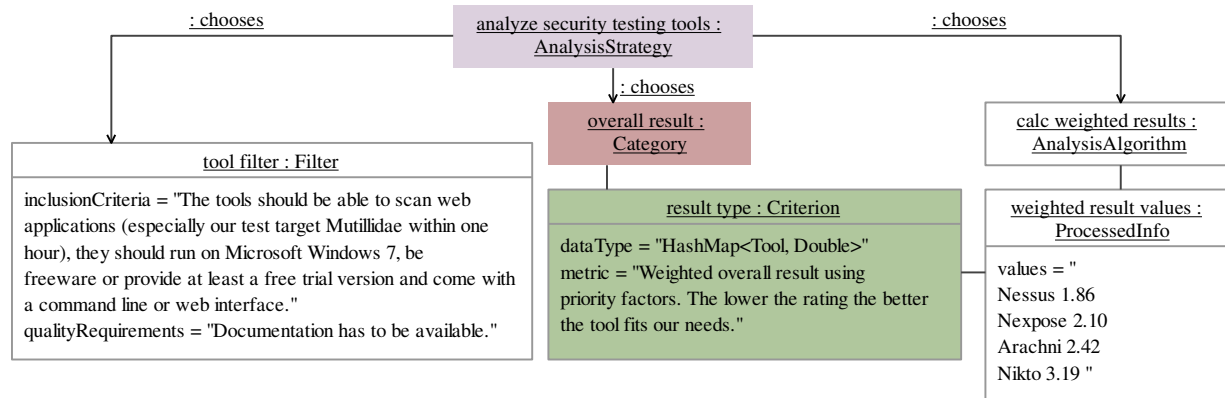 : chooses
analyze security testing tools :
AnalysisStrategy
: chooses
: chooses
overall result :
Category
calc weighted results :
AnalysisAlgorithm
tool filter : Filter
inclusionCriteria = "The tools should be able to scan web
applications (especially our test target Mutillidae within one
hour), they should run on Microsoft Windows 7, be
freeware or provide at least a free trial version and come with
a command line or web interface."
qualityRequirements = "Documentation has to be available."
result type : Criterion
dataType = "HashMap<Tool, Double>"
metric = "Weighted overall result using
priority factors. The lower the rating the better
the tool fits our needs."
weighted result values :
ProcessedInfo
values = "
Nessus 1.86
Nexpose 2.10
Arachni 2.42
Nikto 3.19 "